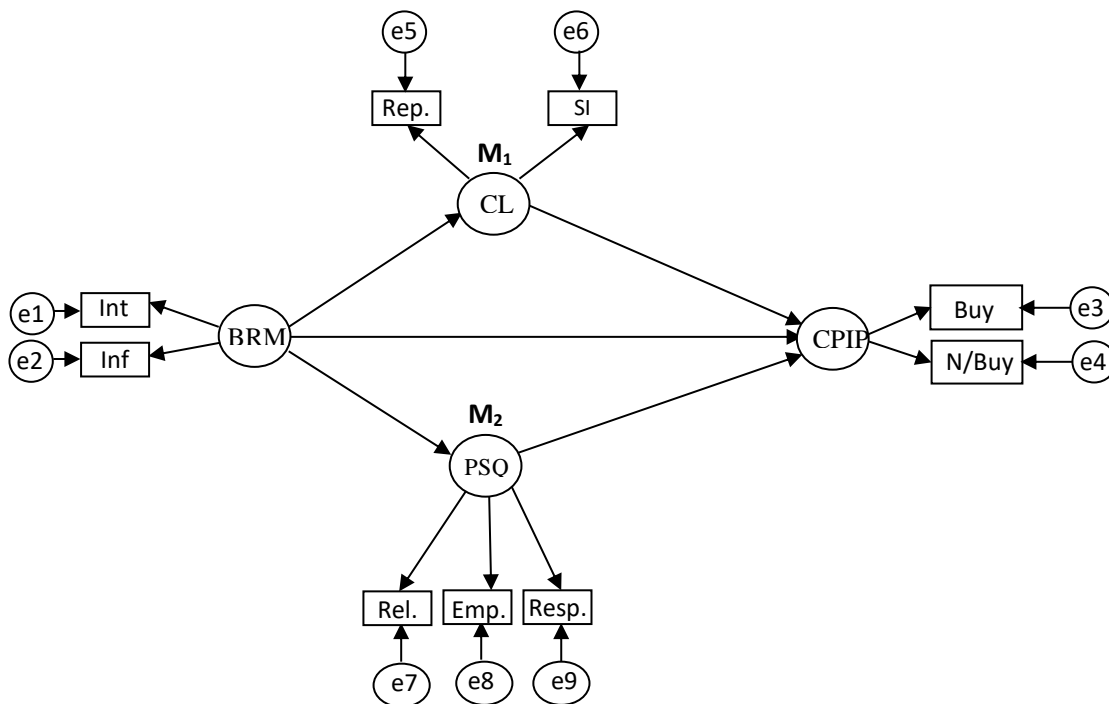 e5
e6
Rep.
SI
M₁
CL
e1
Int
BRM
CPIP
Buy
e3
e2
Inf
N/Buy
e4
M₂
PSQ
Rel.
Emp.
Resp.
e7
e8
e9